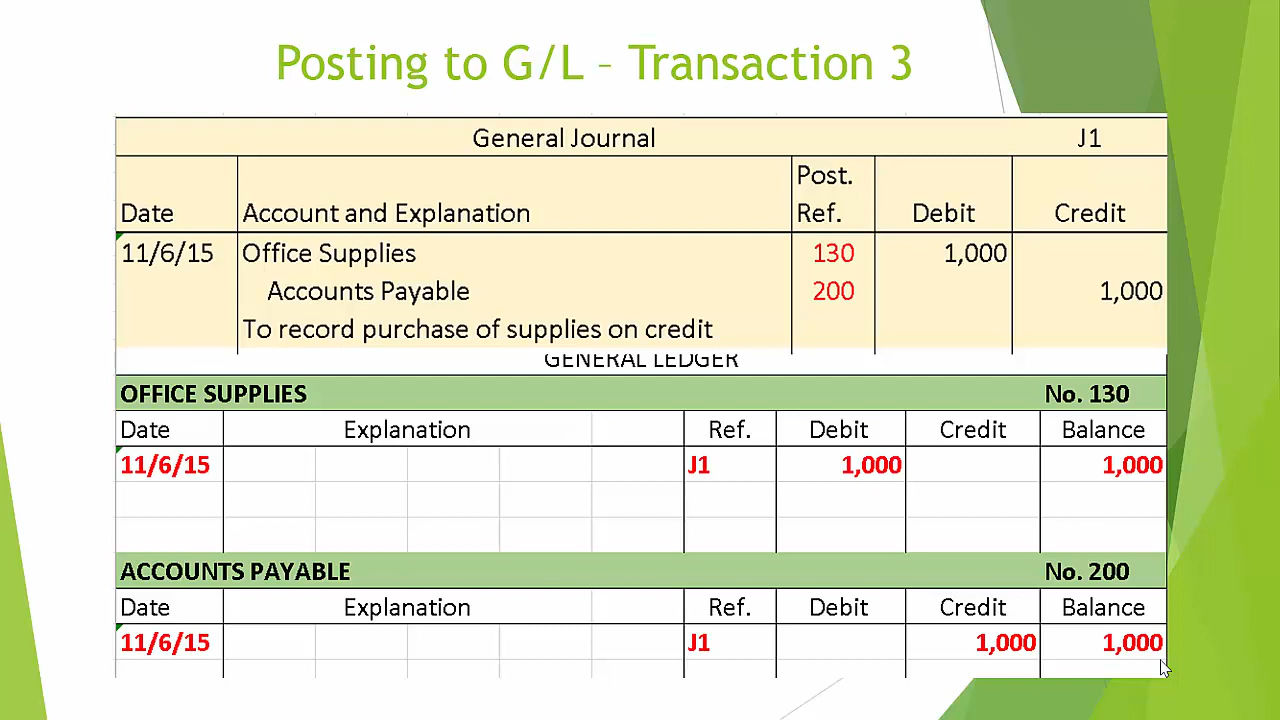 Posting to G/L – Transaction 3
General Journal J1
Post.
Date Account and Explanation Ref. Debit Credit
11/6/15 Office Supplies 130 1,000
Accounts Payable 200 1,000
To record purchase of supplies on credit
GENERAL LEDGER
OFFICE SUPPLIES No. 130
Date Explanation Ref. Debit Credit Balance
11/6/15 J1 1,000 1,000
ACCOUNTS PAYABLE No. 200
Date Explanation Ref. Debit Credit Balance
11/6/15 J1 1,000 1,000